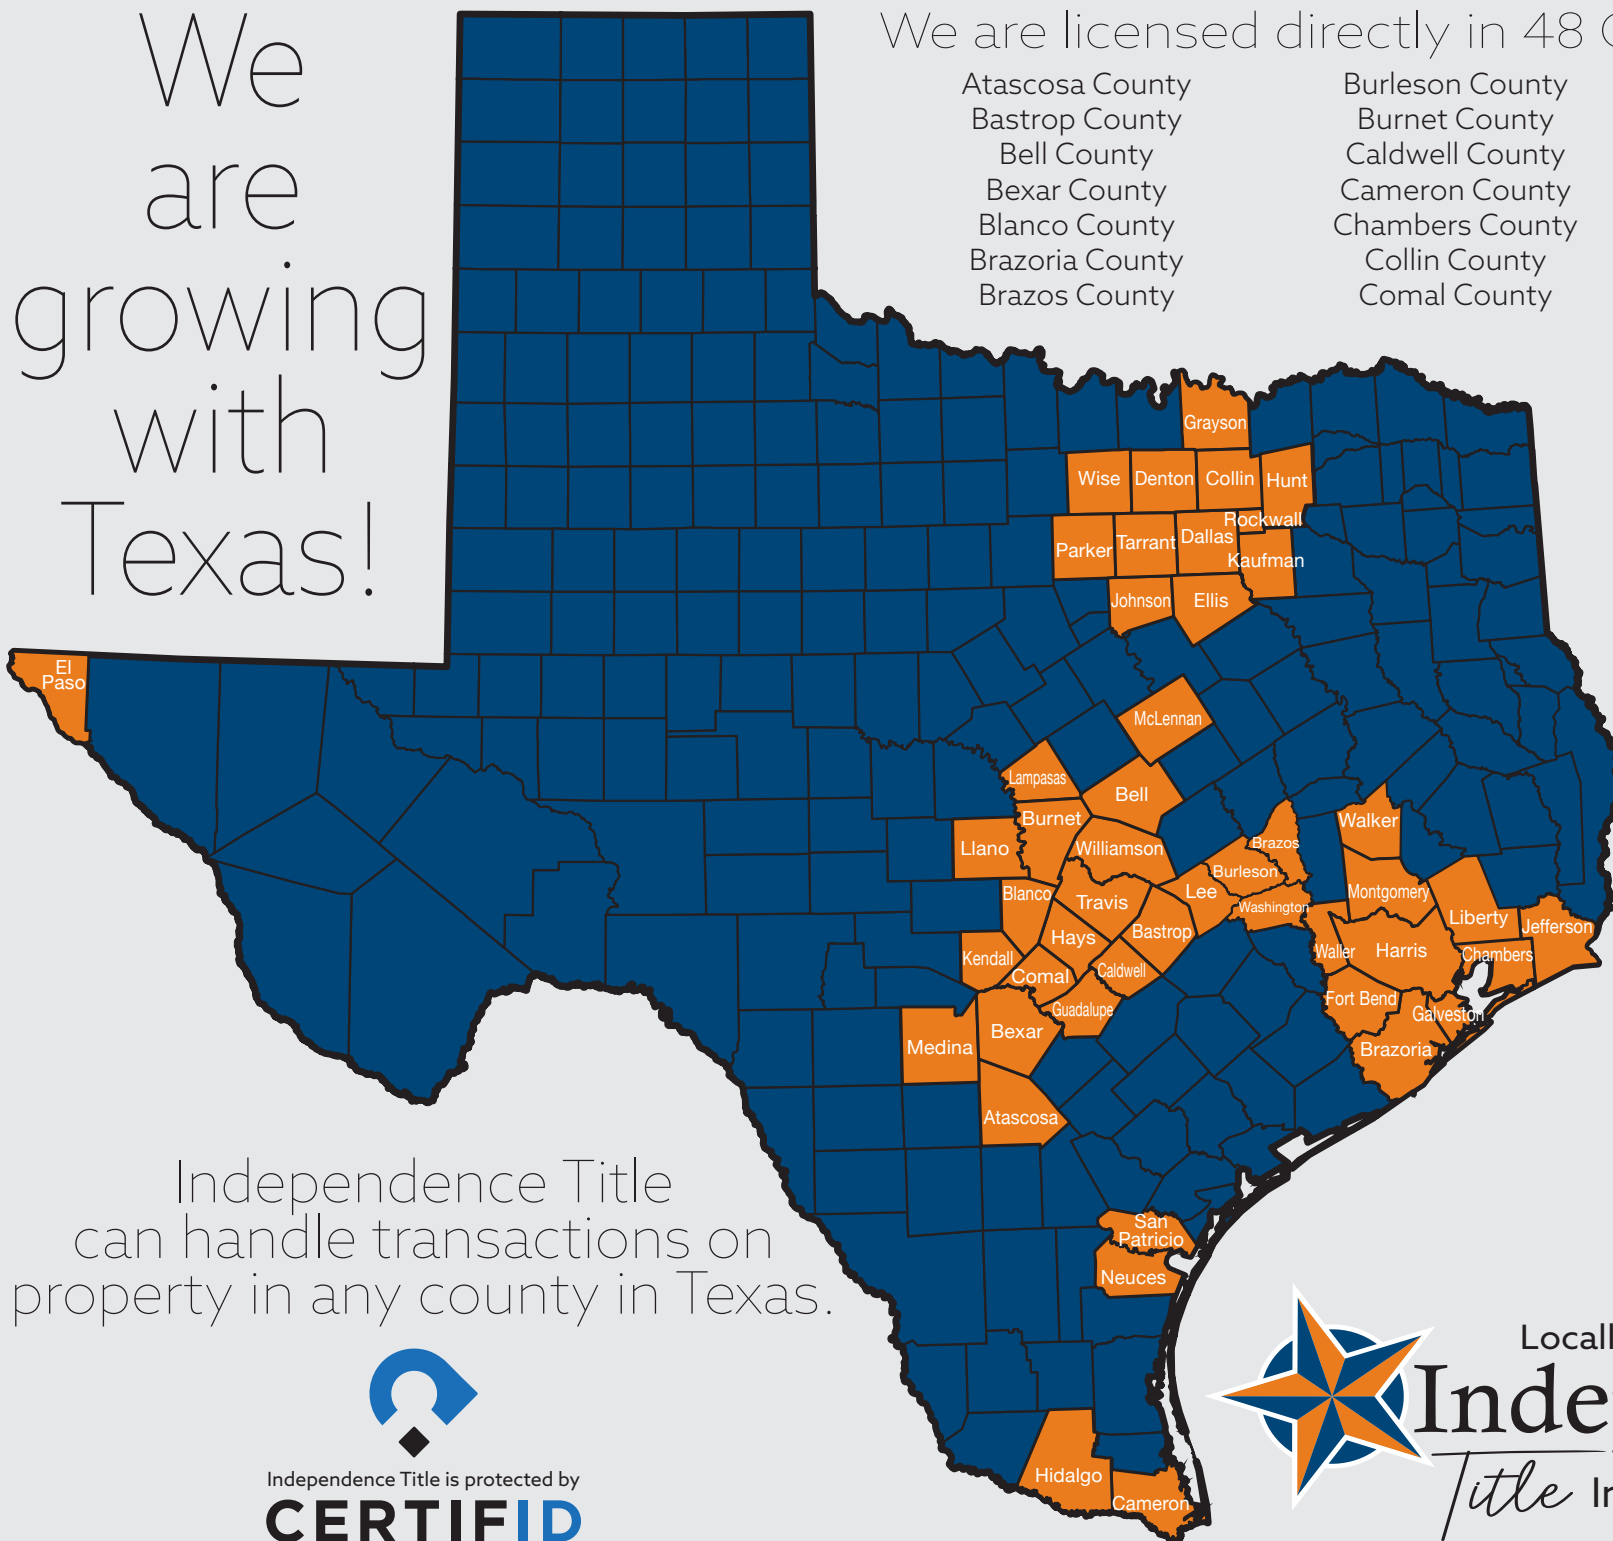 We
are
growing
with
Texas!
We are licensed directly in 48
Atascosa County
Bastrop County
Bell County
Bexar County
Blanco County
Brazoria County
Brazos County
Burleson County
Burnet County
Caldwell County
Cameron County
Chambers County
Collin County
Comal County
Grayson
Wise
Denton
Collin
Hunt
Rockwall
Parker
Tarrant
Dallas
Kaufman
Johnson
Ellis
El
Paso
McLennan
Lampasas
Bell
Burnet
Walker
Llano
Williamson
Brazos
Burleson
Blanco
Travis
Lee
Washington
Montgomery
Liberty
Jefferson
Hays
Bastrop
Waller
Harris
Chambers
Kendall
Comal
Caldwell
Guadalupe
Fort Bend
Galveston
Medina
Bexar
Brazoria
Atascosa
San
Patricio
Neuces
Hidalgo
Cameron
Independence Title
can handle transactions on
property in any county in Texas.
Independence Title is protected by
CERTIFID
Locall
Inde
Title In